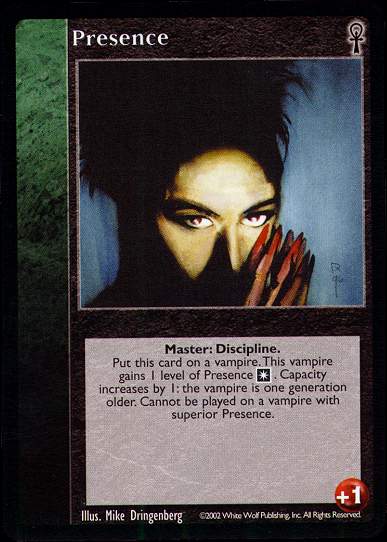 Presence
Master: Discipline.
Put this card on a vampire. This vampire
gains 1 level of Presence . Capacity
increases by 1: the vampire is one generation
older. Cannot be played on a vampire with
superior Presence.
+1
Illus. Mike Dringenberg ©2002 White Wolf Publishing, Inc. All Rights Reserved.